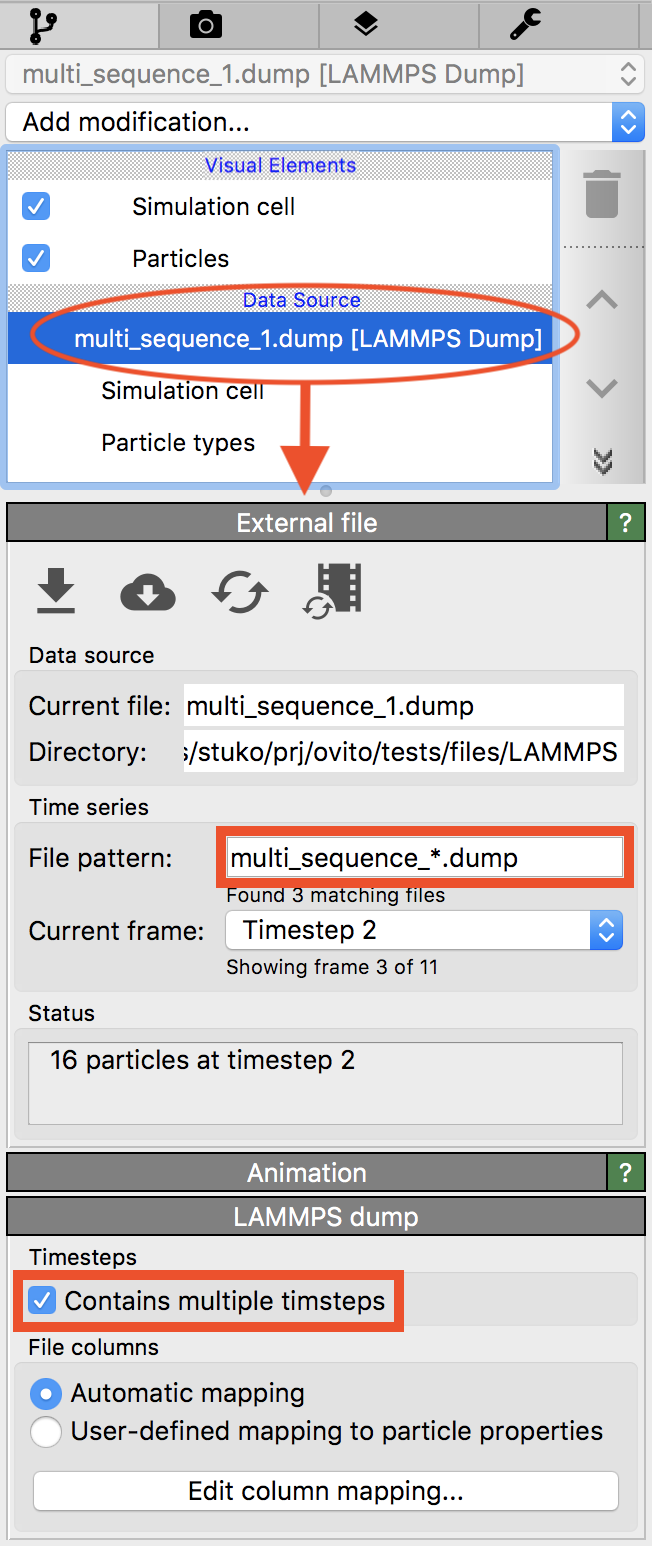 multi_sequence_1.dump [LAMMPS Dump]
Add modification...
Visual Elements
Simulation cell
Particles
Data Source
multi_sequence_1.dump [LAMMPS Dump]
Simulation cell
Particle types
External file ?
Data source
Current file: multi_sequence_1.dump
Directory: s/stuko/prj/ovito/tests/files/LAMMPS
Time series
File pattern: multi_sequence_*.dump
Found 3 matching files
Current frame: Timestep 2
Showing frame 3 of 11
Status
16 particles at timestep 2
Animation ?
LAMMPS dump
Timesteps
Contains multiple timsteps
File columns
Automatic mapping
User-defined mapping to particle properties
Edit column mapping...